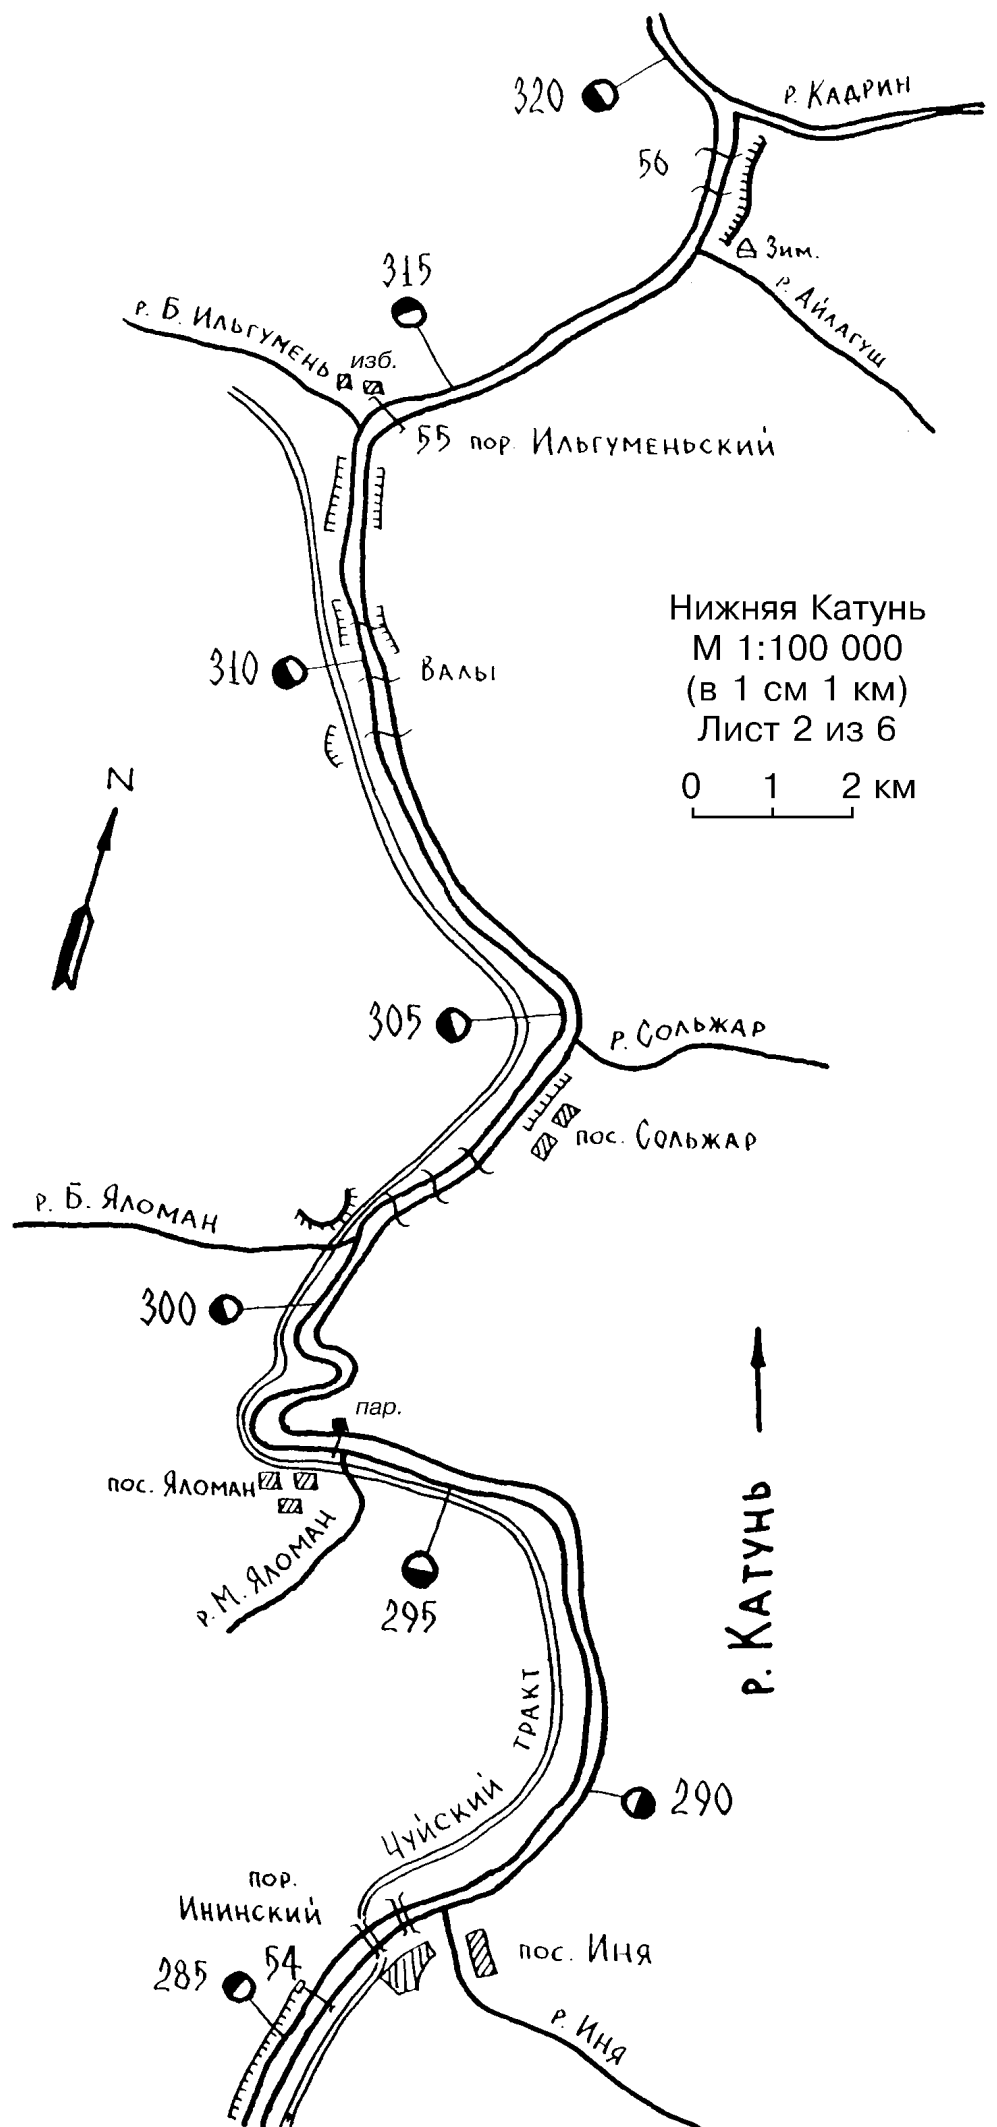 320
р. КАДРИН
56
Зим.
315
р. Б. ИЛЬГУМЕНЬ
р. АЙЛАГУШ
изб.
55 пор. ИЛЬГУМЕНЬСКИЙ
Нижняя Катунь
М 1:100 000
(в 1 см 1 км)
Лист 2 из 6
310
ВАЛЫ
N
0 1 2 км
305
р. СОЛЬЖАР
пос. СОЛЬЖАР
р. Б. ЯЛОМАН
300
пар.
пос. ЯЛОМАН
р. М. ЯЛОМАН
295
р. КАТУНЬ
ЧУЙСКИЙ ТРАКТ
290
пор.
ИНИНСКИЙ
285
54
пос. ИНЯ
р. ИНЯ